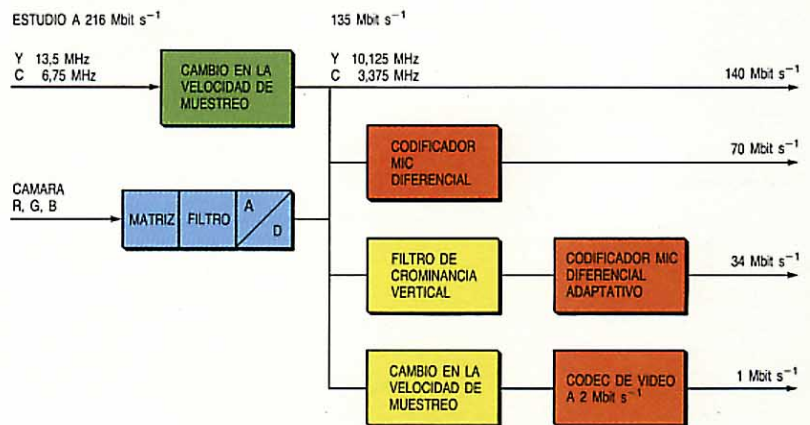 ESTUDIO A 216 Mbit s⁻¹
135 Mbit s⁻¹
Y 13,5 MHz
C 6,75 MHz
CAMBIO EN LA
VELOCIDAD DE
MUESTREO
Y 10,125 MHz
C 3,375 MHz
140 Mbit s⁻¹
CODIFICADOR
MIC
DIFERENCIAL
70 Mbit s⁻¹
CAMARA
R, G, B
MATRIZ
FILTRO
A
D
FILTRO DE
CROMINANCIA
VERTICAL
CODIFICADOR MIC
DIFERENCIAL
ADAPTATIVO
34 Mbit s⁻¹
CAMBIO EN LA
VELOCIDAD DE
MUESTREO
CODEC DE VIDEO
A 2 Mbit s⁻¹
1 Mbit s⁻¹